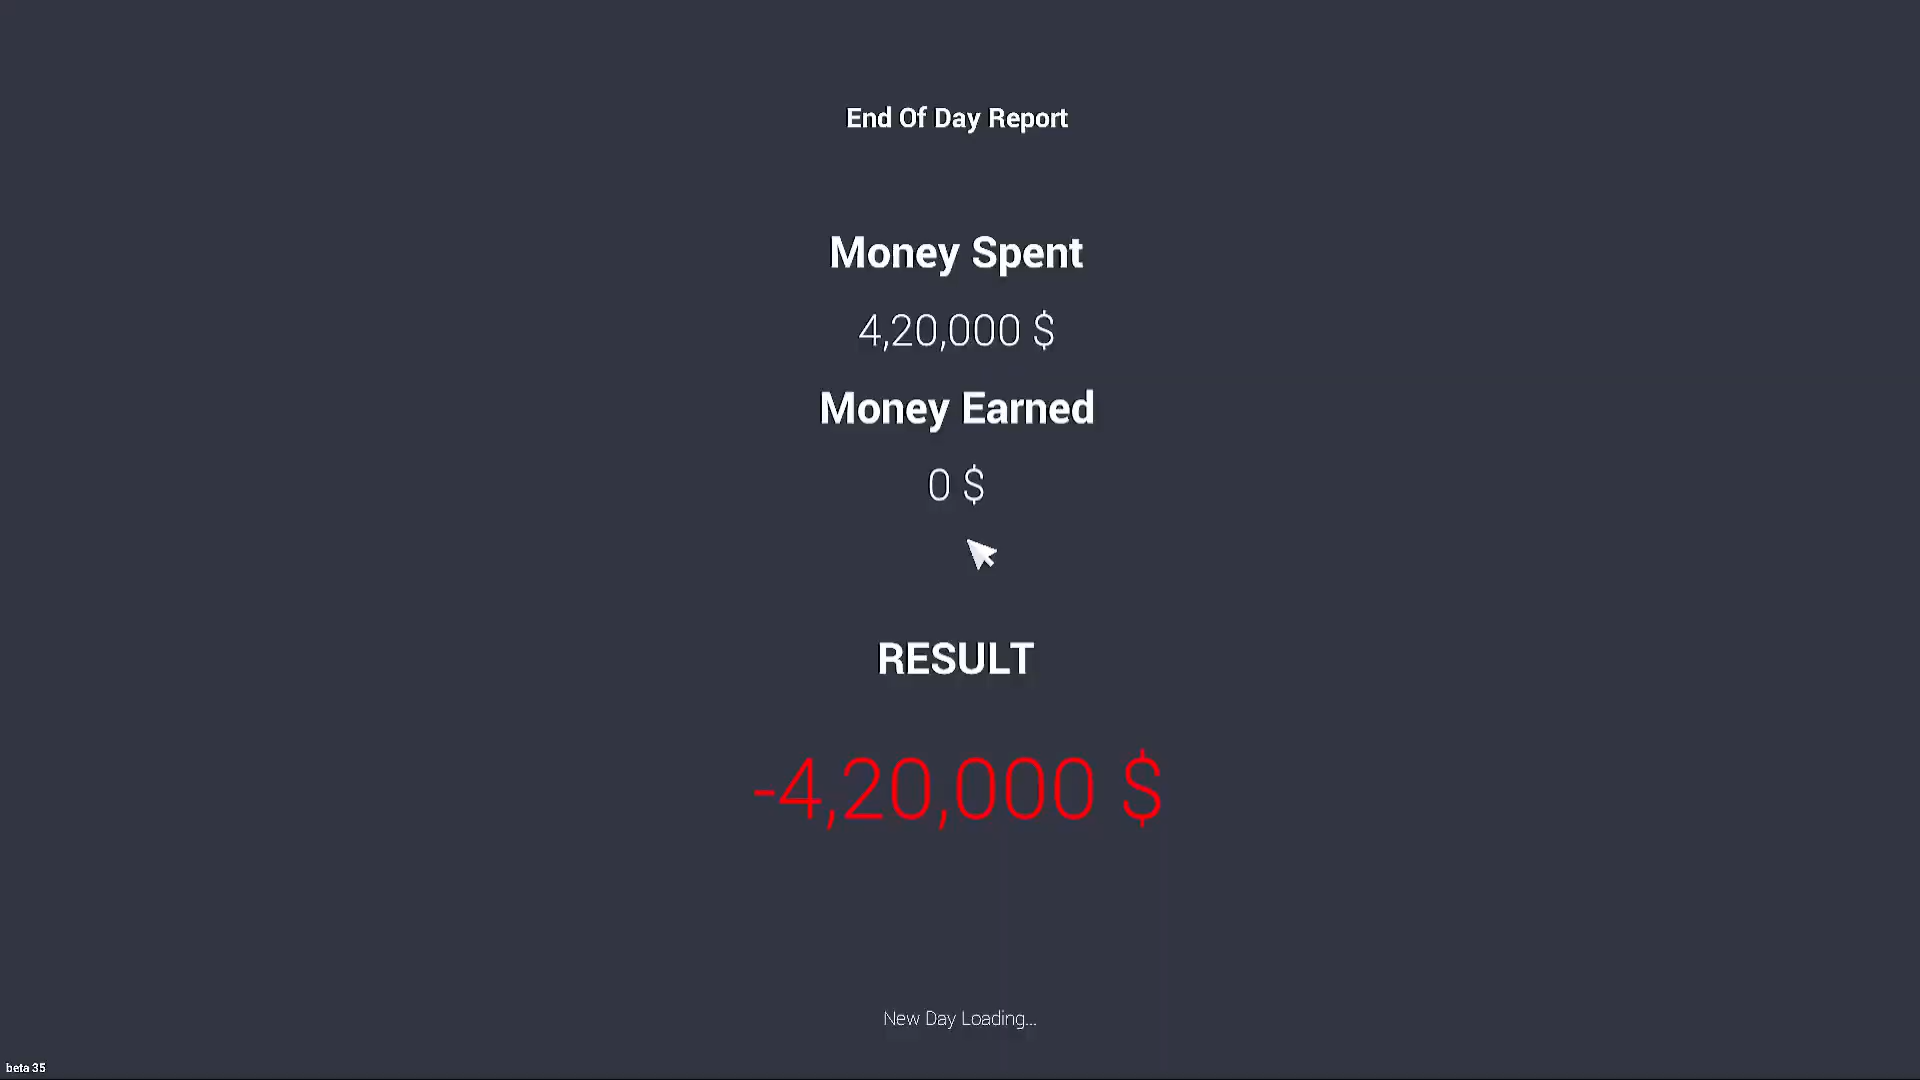 End Of Day Report
Money Spent
4,20,000 $
Money Earned
0 $
RESULT
-4,20,000 $
New Day Loading...
beta 35